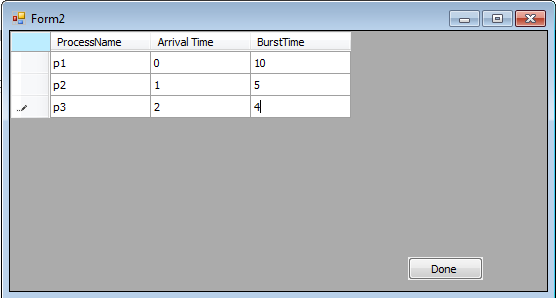 Form2
ProcessName Arrival Time BurstTime
p1 0 10
p2 1 5
p3 2 4
Done